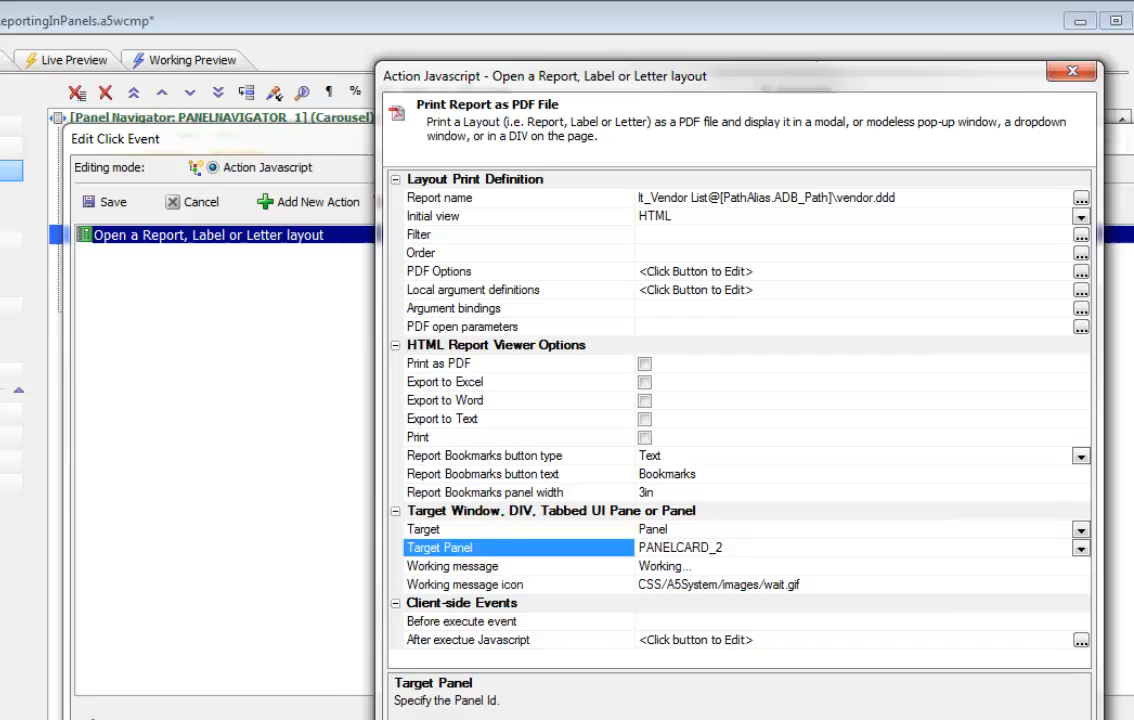 eportingInPanels.a5wcmp*
Live Preview
Working Preview
¶ %
[Panel Navigator: PANELNAVIGATOR_1] (Carousel)
Edit Click Event
Editing mode: Action Javascript
Save Cancel Add New Action
Open a Report, Label or Letter layout
Action Javascript - Open a Report, Label or Letter layout
Print Report as PDF File
Print a Layout (i.e. Report, Label or Letter) as a PDF file and display it in a modal, or modeless pop-up window, a dropdown
window, or in a DIV on the page.
Layout Print Definition
Report name lt_Vendor List@[PathAlias.ADB_Path]\vendor.ddd
Initial view HTML
Filter
Order
PDF Options <Click Button to Edit>
Local argument definitions <Click Button to Edit>
Argument bindings
PDF open parameters
HTML Report Viewer Options
Print as PDF
Export to Excel
Export to Word
Export to Text
Print
Report Bookmarks button type Text
Report Bookmarks button text Bookmarks
Report Bookmarks panel width 3in
Target Window, DIV, Tabbed UI Pane or Panel
Target Panel
Target Panel PANELCARD_2
Working message Working...
Working message icon CSS/A5System/images/wait.gif
Client-side Events
Before execute event
After exectue Javascript <Click button to Edit>
Target Panel
Specify the Panel Id.